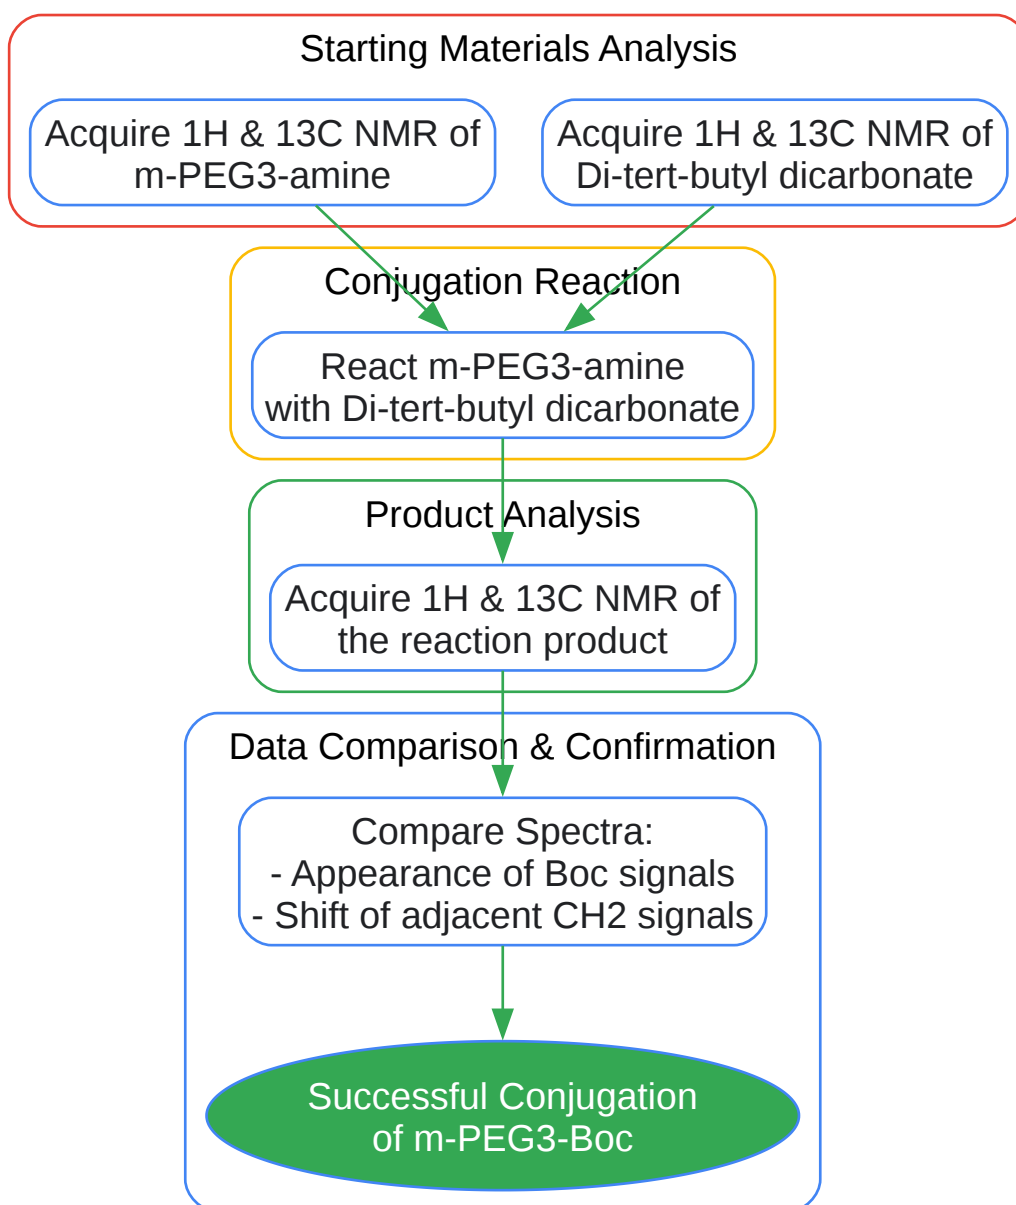 Starting Materials Analysis
Acquire 1H & 13C NMR of
m-PEG3-amine
Acquire 1H & 13C NMR of
Di-tert-butyl dicarbonate
Conjugation Reaction
React m-PEG3-amine
with Di-tert-butyl dicarbonate
Product Analysis
Acquire 1H & 13C NMR of
the reaction product
Data Comparison & Confirmation
Compare Spectra:
- Appearance of Boc signals
- Shift of adjacent CH2 signals
Successful Conjugation
of m-PEG3-Boc